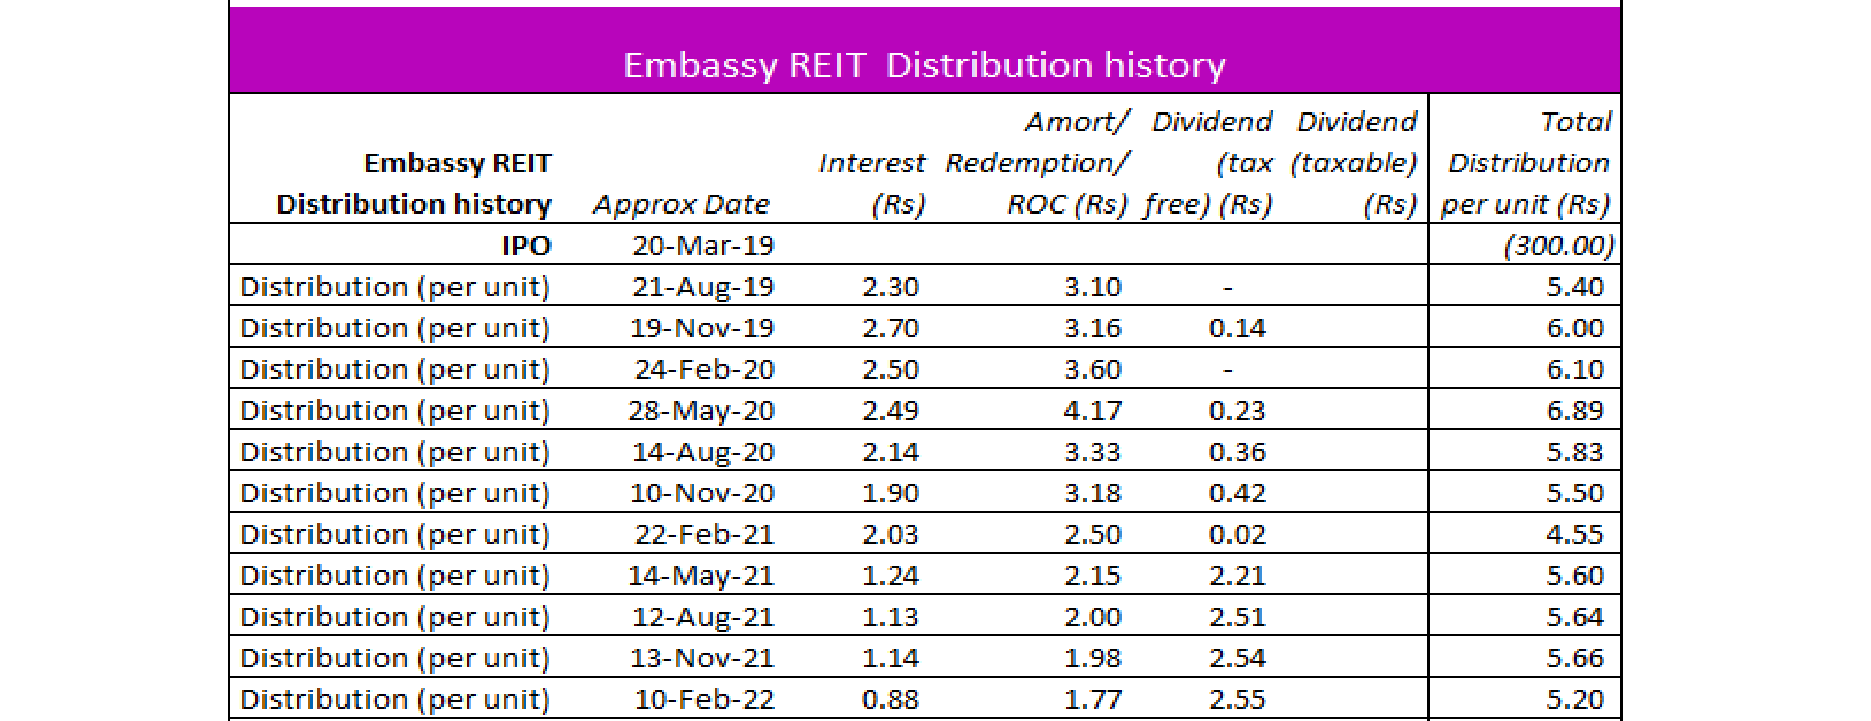 Embassy REIT Distribution history
Amort/ Dividend Dividend Total
Embassy REIT Interest Redemption/ (tax (taxable) Distribution
Distribution history Approx Date (Rs) ROC (Rs) free) (Rs) (Rs) per unit (Rs)
IPO 20-Mar-19 (300.00)
Distribution (per unit) 21-Aug-19 2.30 3.10 - 5.40
Distribution (per unit) 19-Nov-19 2.70 3.16 0.14 6.00
Distribution (per unit) 24-Feb-20 2.50 3.60 - 6.10
Distribution (per unit) 28-May-20 2.49 4.17 0.23 6.89
Distribution (per unit) 14-Aug-20 2.14 3.33 0.36 5.83
Distribution (per unit) 10-Nov-20 1.90 3.18 0.42 5.50
Distribution (per unit) 22-Feb-21 2.03 2.50 0.02 4.55
Distribution (per unit) 14-May-21 1.24 2.15 2.21 5.60
Distribution (per unit) 12-Aug-21 1.13 2.00 2.51 5.64
Distribution (per unit) 13-Nov-21 1.14 1.98 2.54 5.66
Distribution (per unit) 10-Feb-22 0.88 1.77 2.55 5.20